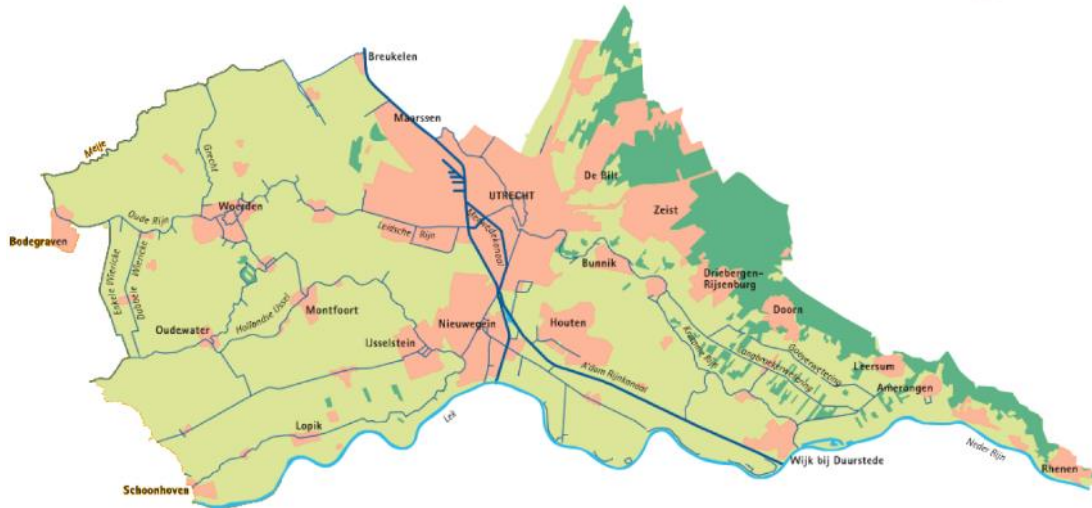 Breukelen
Maarssen
Meije
Grecht
De Bilt
UTRECHT
Zeist
Woerden
Oude Rijn
Leidsche Rijn
Merwedekanaal
Bodegraven
Enkele Wiericke
Dubbele Wiericke
Bunnik
Driebergen-
Rijsenburg
Doorn
Montfoort
Hollandse IJssel
Oudewater
Nieuwegein
Houten
IJsselstein
Kromme Rijn
Langbroekerwetering
Gooyerwetering
Leersum
Amerongen
A'dam Rijnkanaal
Lopik
Lek
Neder Rijn
Wijk bij Duurstede
Rhenen
Schoonhoven